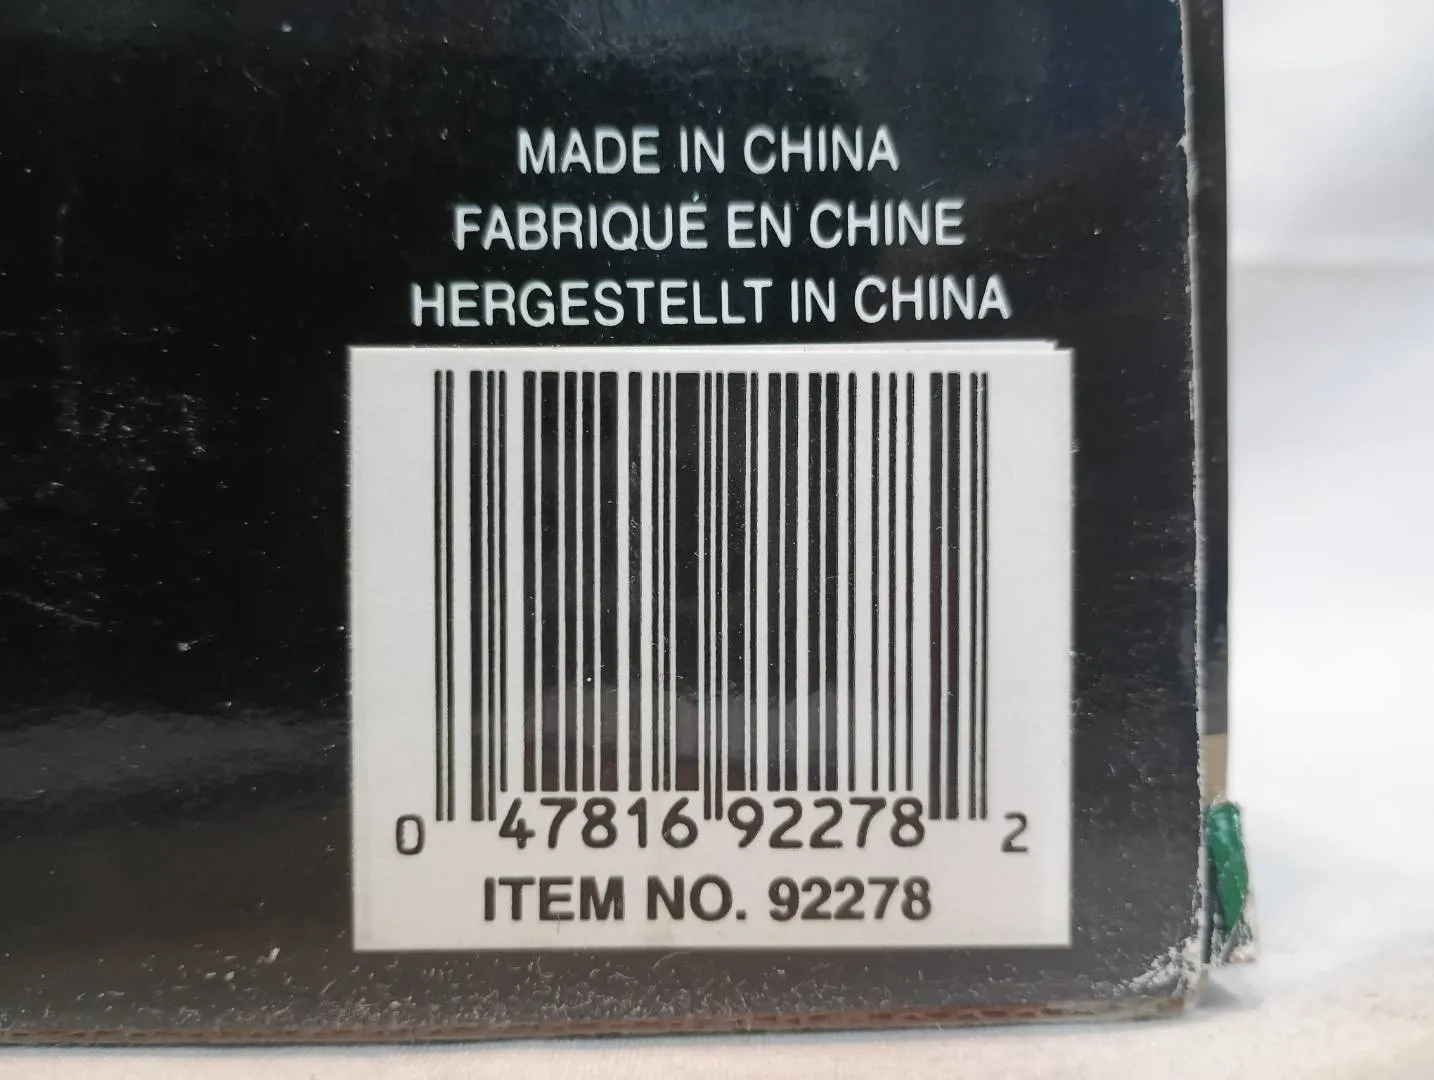 MADE IN CHINA
FABRIQUÉ EN CHINE
HERGESTELLT IN CHINA
0 47816 92278 2
ITEM NO. 92278